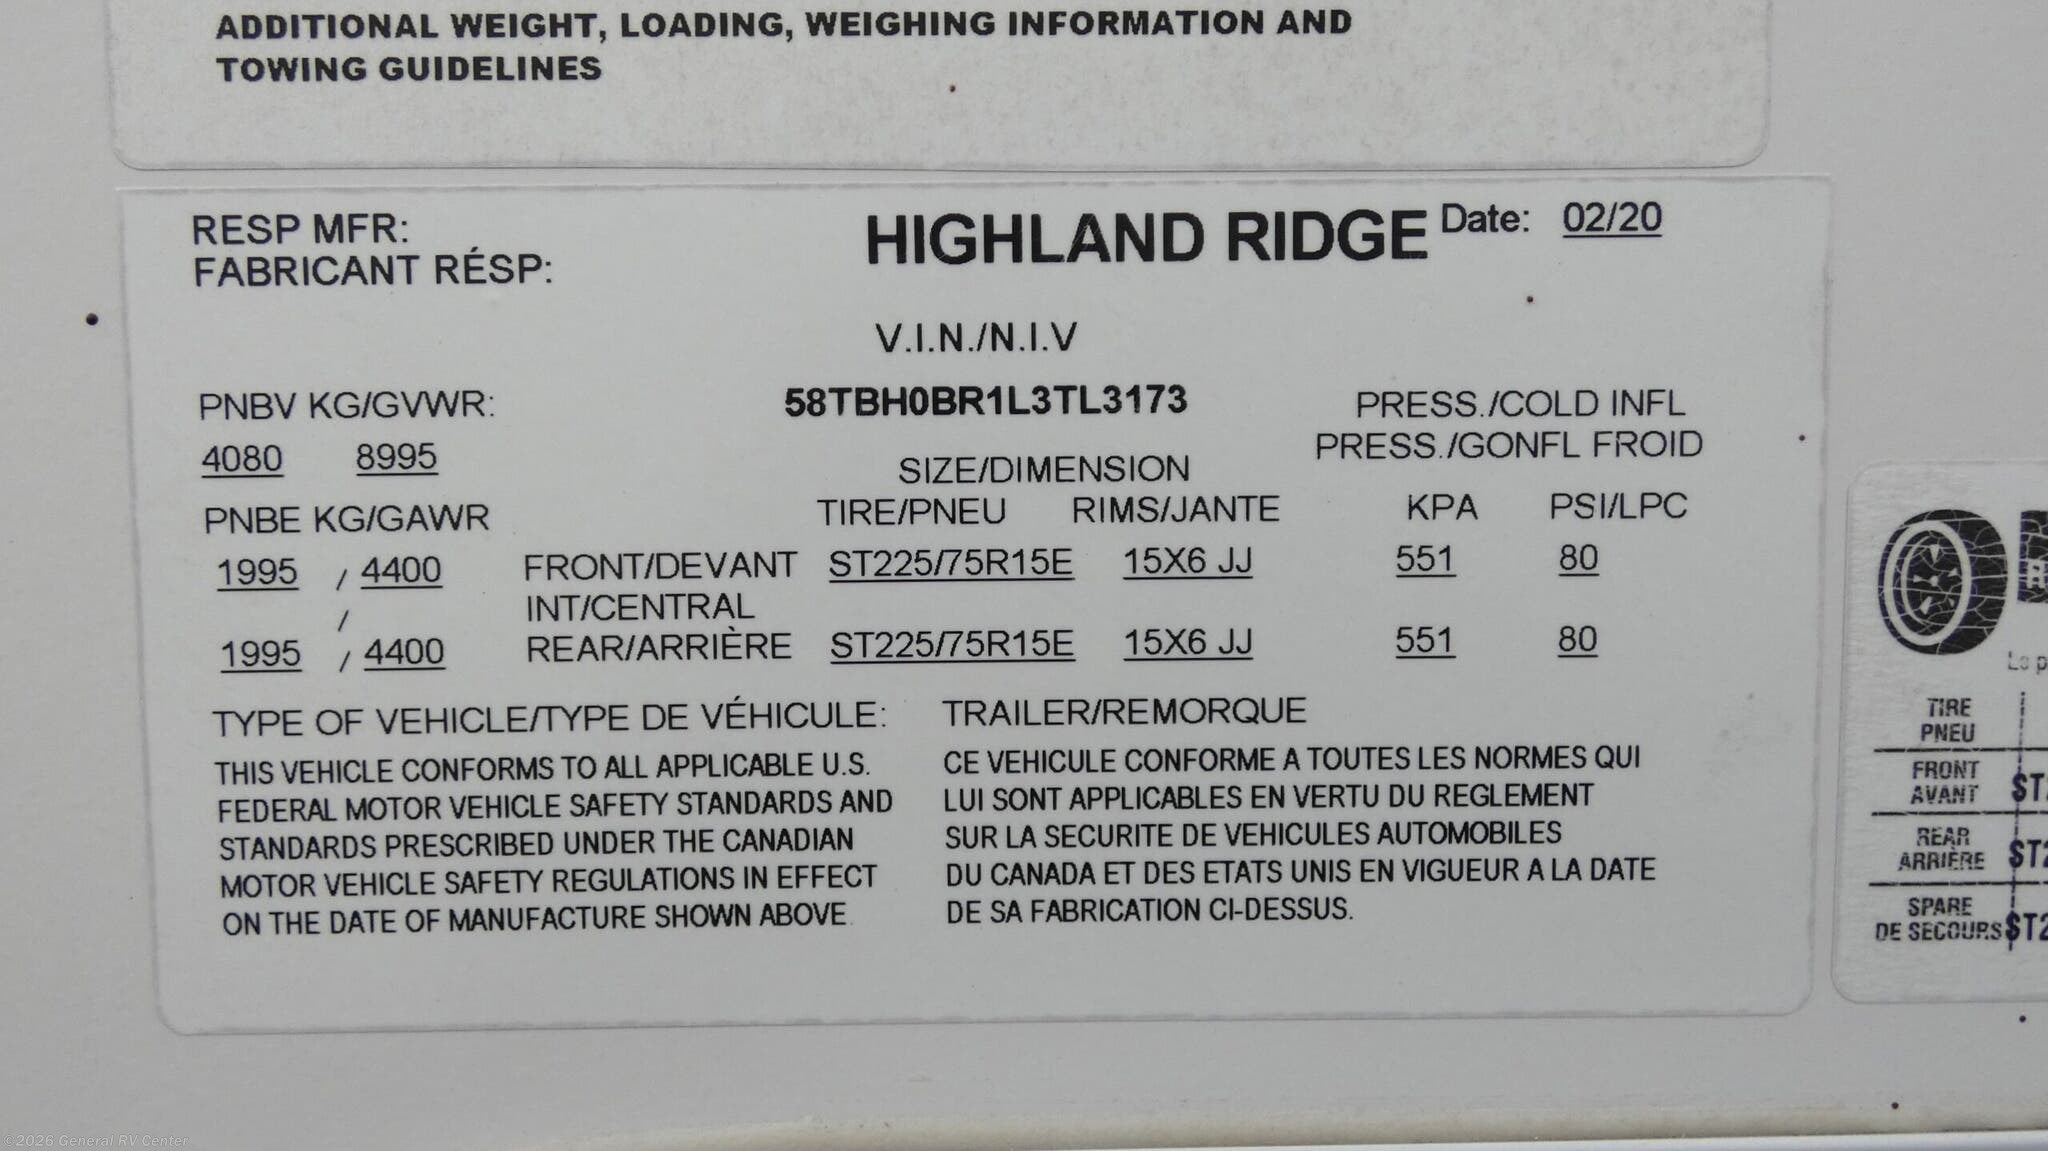 ADDITIONAL WEIGHT, LOADING, WEIGHING INFORMATION AND
TOWING GUIDELINES
RESP MFR: HIGHLAND RIDGE Date: 02/20
FABRICANT RÉSP:
V.I.N./N.I.V
PNBV KG/GVWR: 58TBH0BR1L3TL3173 PRESS./COLD INFL
4080 8995 PRESS./GONFL FROID
SIZE/DIMENSION
PNBE KG/GAWR TIRE/PNEU RIMS/JANTE KPA PSI/LPC
1995 / 4400 FRONT/DEVANT ST225/75R15E 15X6 JJ 551 80
/ INT/CENTRAL
1995 / 4400 REAR/ARRIÈRE ST225/75R15E 15X6 JJ 551 80
TYPE OF VEHICLE/TYPE DE VÉHICULE: TRAILER/REMORQUE
THIS VEHICLE CONFORMS TO ALL APPLICABLE U.S.
FEDERAL MOTOR VEHICLE SAFETY STANDARDS AND
STANDARDS PRESCRIBED UNDER THE CANADIAN
MOTOR VEHICLE SAFETY REGULATIONS IN EFFECT
ON THE DATE OF MANUFACTURE SHOWN ABOVE.
CE VEHICULE CONFORME A TOUTES LES NORMES QUI
LUI SONT APPLICABLES EN VERTU DU REGLEMENT
SUR LA SECURITE DE VEHICULES AUTOMOBILES
DU CANADA ET DES ETATS UNIS EN VIGUEUR A LA DATE
DE SA FABRICATION CI-DESSUS.
TIRE
PNEU
FRONT
AVANT
REAR
ARRIÈRE
SPARE
DE SECOURS
©2026 General RV Center